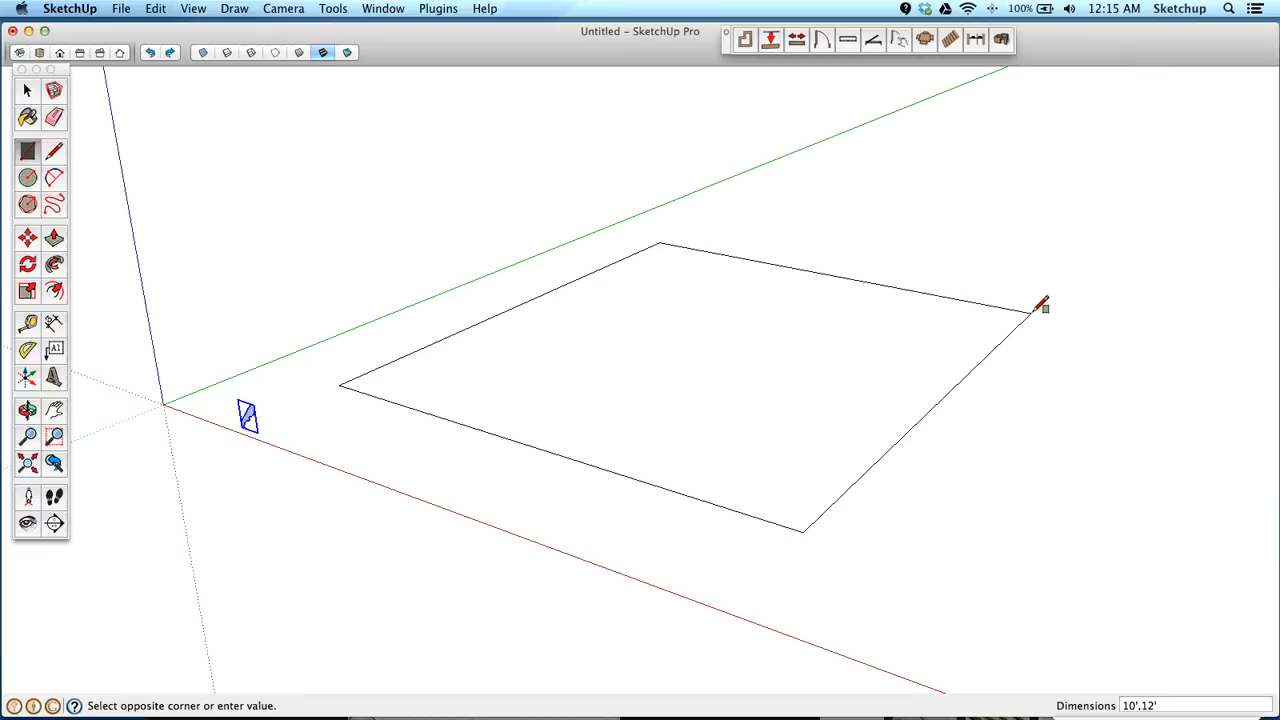 SketchUp File Edit View Draw Camera Tools Window Plugins Help 100% 12:15 AM Sketchup
Untitled – SketchUp Pro
A1
Select opposite corner or enter value. Dimensions 10',12'